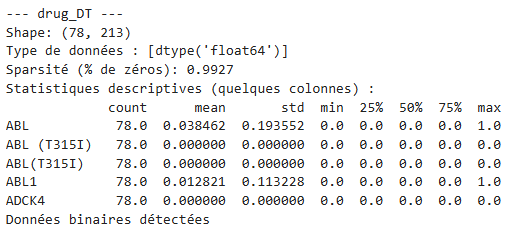 --- drug_DT ---
Shape: (78, 213)
Type de données : [dtype('float64')]
Sparsité (% de zéros): 0.9927
Statistiques descriptives (quelques colonnes) :
count mean std min 25% 50% 75% max
ABL 78.0 0.038462 0.193552 0.0 0.0 0.0 0.0 1.0
ABL (T315I) 78.0 0.000000 0.000000 0.0 0.0 0.0 0.0 0.0
ABL(T315I) 78.0 0.000000 0.000000 0.0 0.0 0.0 0.0 0.0
ABL1 78.0 0.012821 0.113228 0.0 0.0 0.0 0.0 1.0
ADCK4 78.0 0.000000 0.000000 0.0 0.0 0.0 0.0 0.0
Données binaires détectées